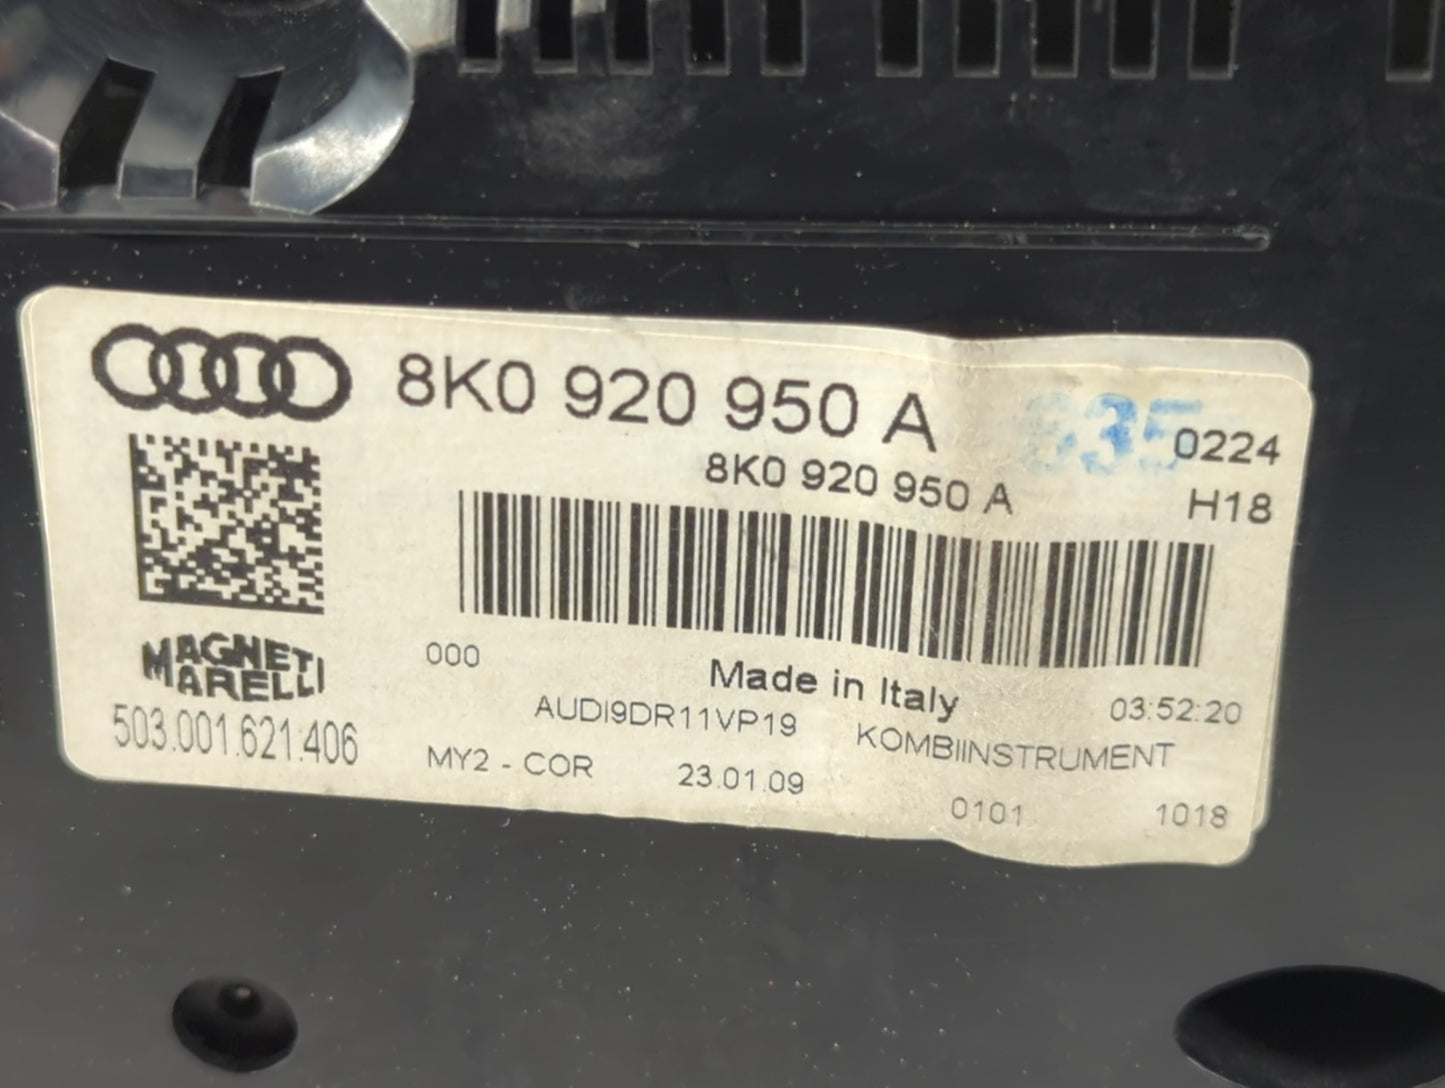 8K0 920 950 A
635 0224
8K0 920 950 A
H18
MAGNETI
MARELLI
503.001.621.406
000
Made in Italy
03:52:20
AUDI9DR11VP19 KOMBIINSTRUMENT
MY2 - COR 23.01.09
0101 1018